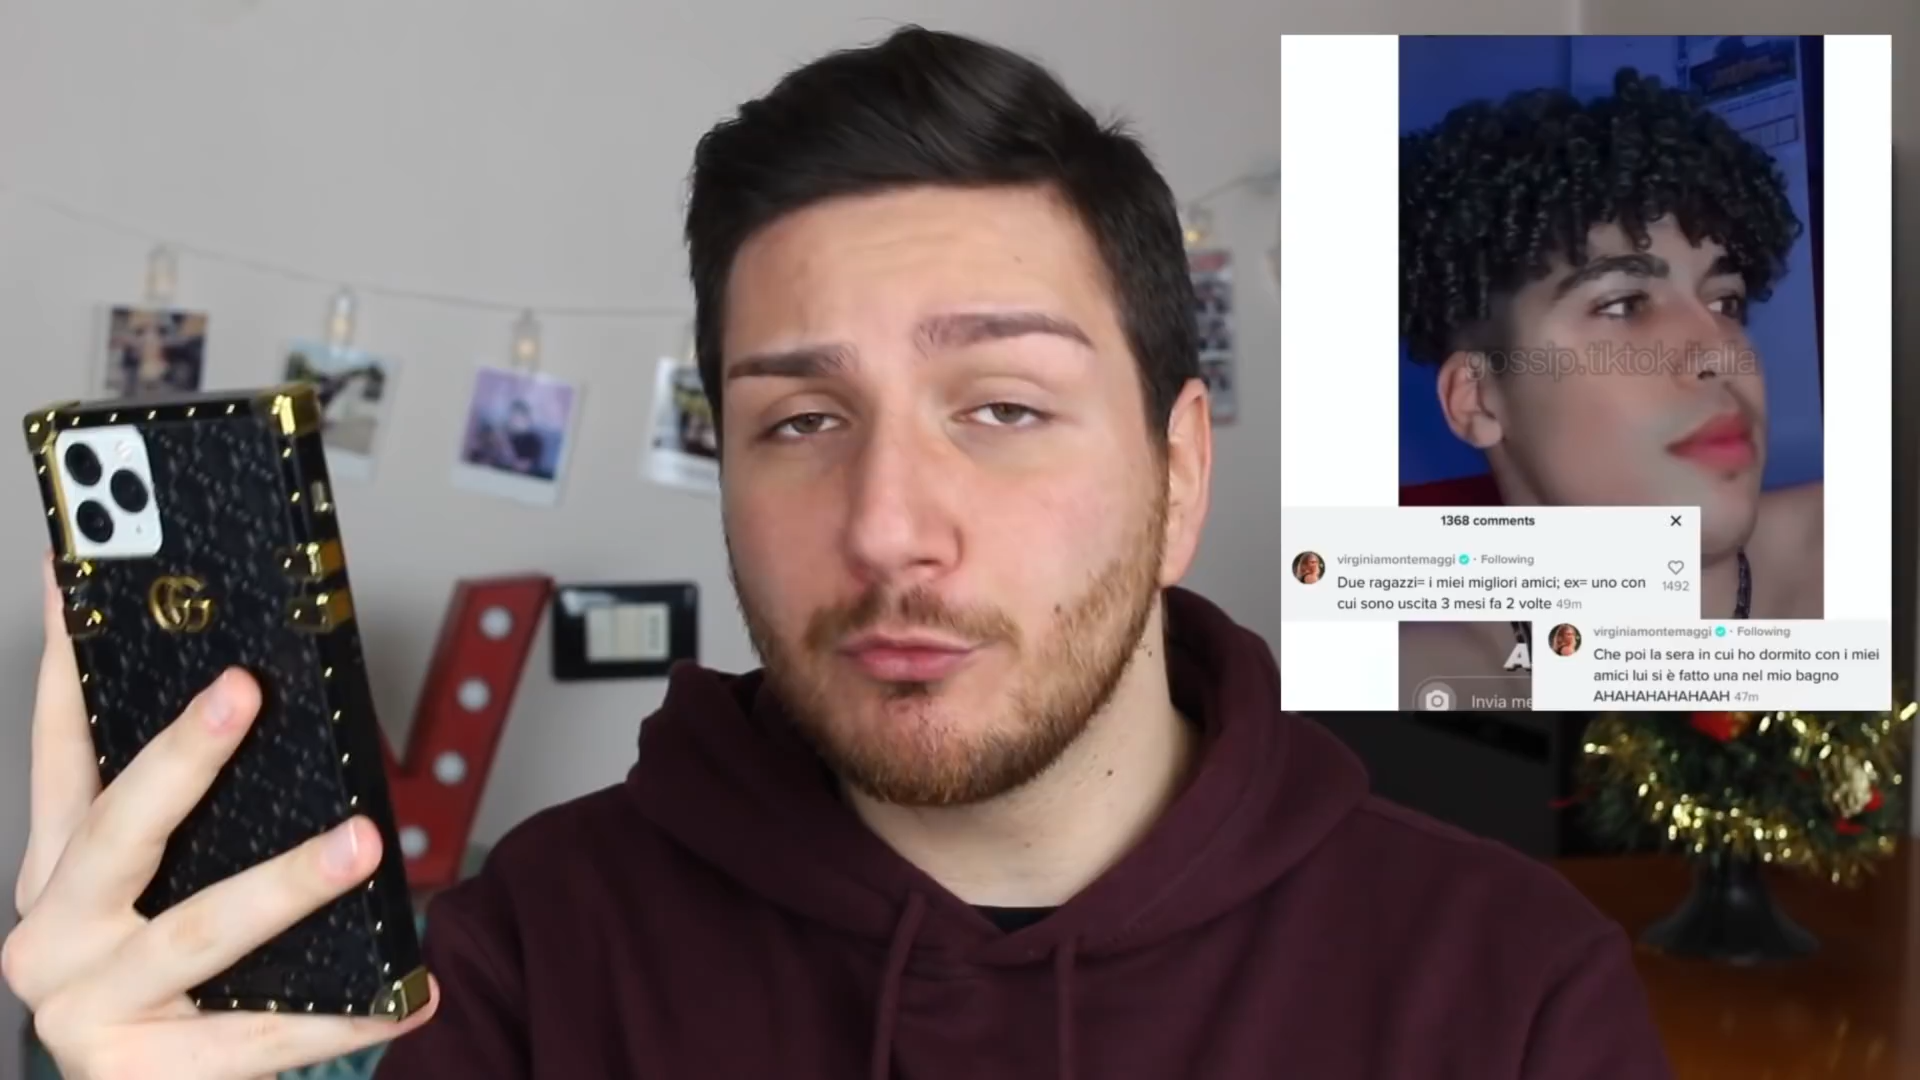 gossip.tiktok.italia
1368 comments
virginiamontemaggi · Following
Due ragazzi= i miei migliori amici; ex= uno con
cui sono uscita 3 mesi fa 2 volte 49m
1492
virginiamontemaggi · Following
Che poi la sera in cui ho dormito con i miei
amici lui si è fatto una nel mio bagno
AHAHAHAHAHAAH 47m
A
Invia me